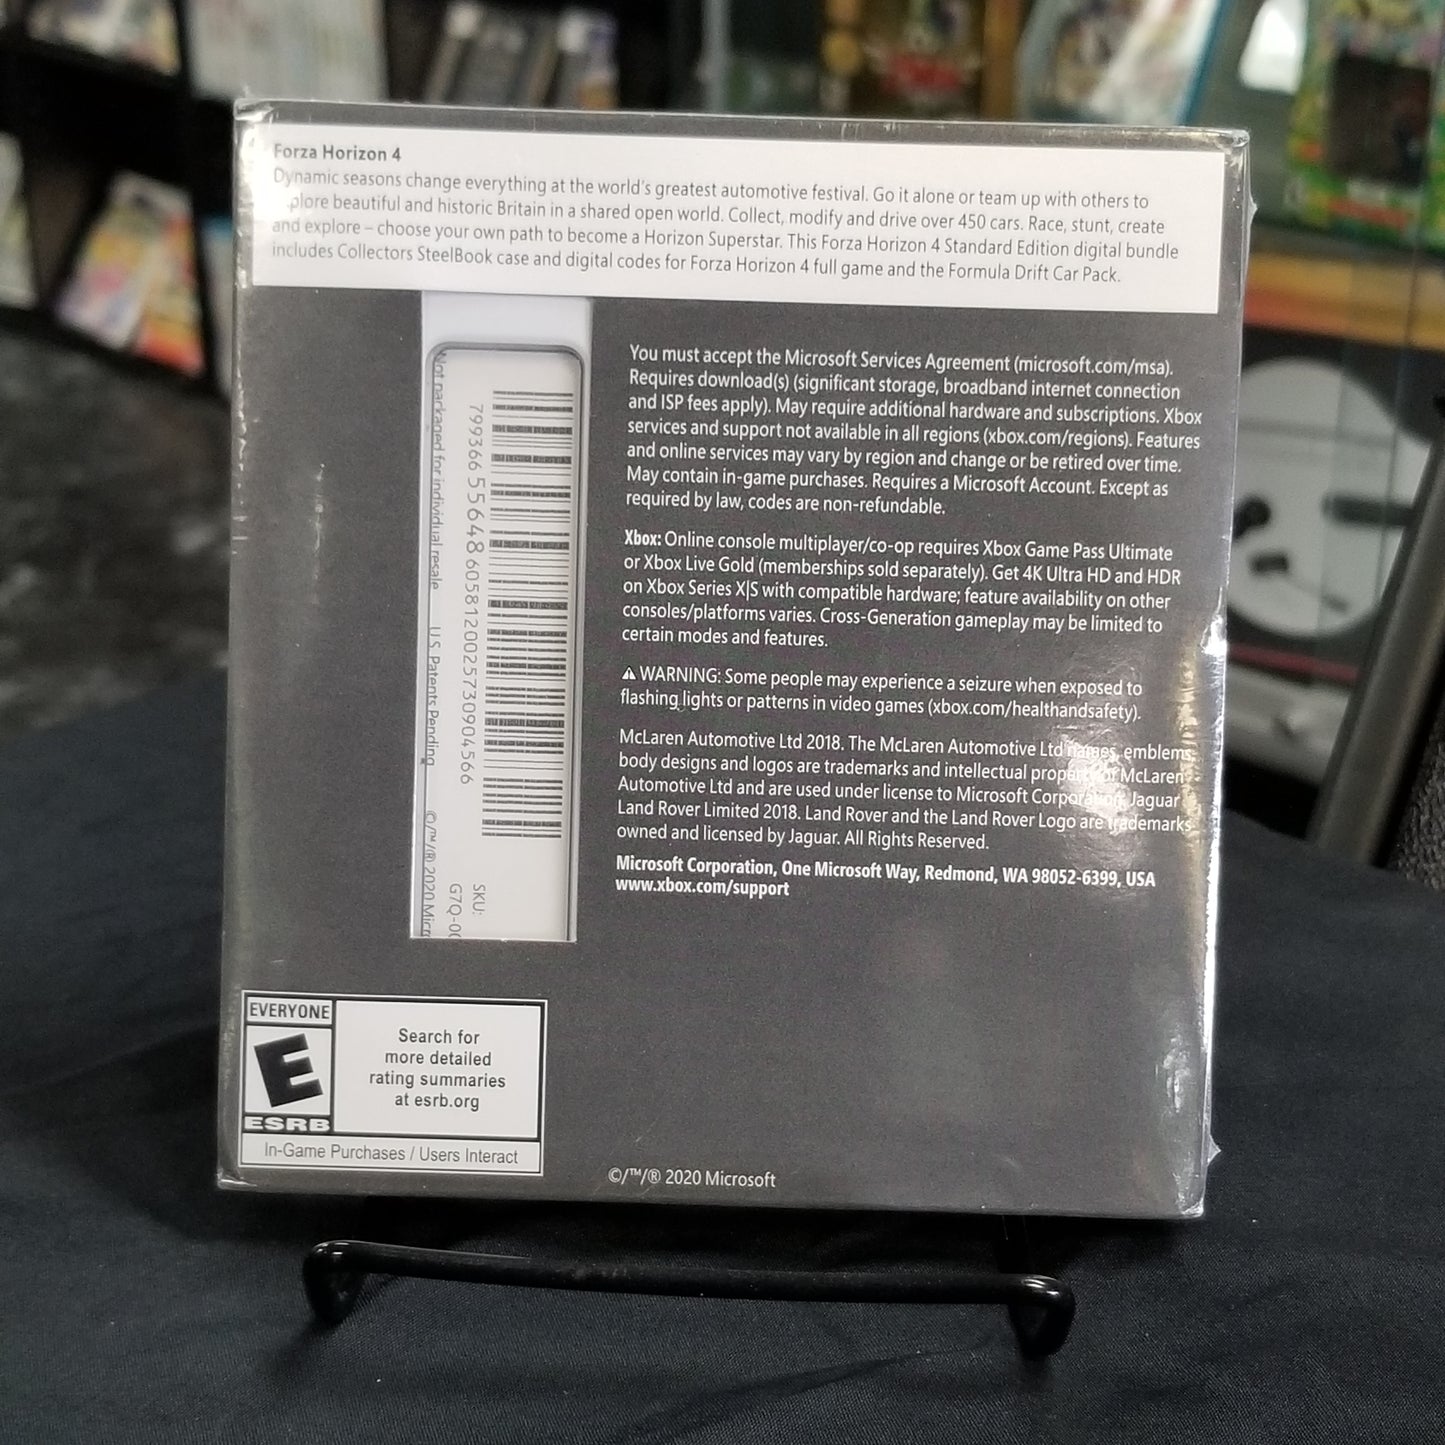 Forza Horizon 4
Dynamic seasons change everything at the world's greatest automotive festival. Go it alone or team up with others to
plore beautiful and historic Britain in a shared open world. Collect, modify and drive over 450 cars. Race, stunt, create
and explore – choose your own path to become a Horizon Superstar. This Forza Horizon 4 Standard Edition digital bundle
includes Collectors SteelBook case and digital codes for Forza Horizon 4 full game and the Formula Drift Car Pack.
799366 55648 6058120025730904566
SKU:
G7Q-00
Not packaged for individual resale
U.S. Patents Pending
©/™/® 2020 Micro
You must accept the Microsoft Services Agreement (microsoft.com/msa).
Requires download(s) (significant storage, broadband internet connection
and ISP fees apply). May require additional hardware and subscriptions. Xbox
services and support not available in all regions (xbox.com/regions). Features
and online services may vary by region and change or be retired over time.
May contain in-game purchases. Requires a Microsoft Account. Except as
required by law, codes are non-refundable.
Xbox: Online console multiplayer/co-op requires Xbox Game Pass Ultimate
or Xbox Live Gold (memberships sold separately). Get 4K Ultra HD and HDR
on Xbox Series X|S with compatible hardware; feature availability on other
consoles/platforms varies. Cross-Generation gameplay may be limited to
certain modes and features.
⚠ WARNING: Some people may experience a seizure when exposed to
flashing lights or patterns in video games (xbox.com/healthandsafety).
McLaren Automotive Ltd 2018. The McLaren Automotive Ltd names, emblems,
body designs and logos are trademarks and intellectual property of McLaren
Automotive Ltd and are used under license to Microsoft Corporation. Jaguar
Land Rover Limited 2018. Land Rover and the Land Rover Logo are trademarks
owned and licensed by Jaguar. All Rights Reserved.
Microsoft Corporation, One Microsoft Way, Redmond, WA 98052-6399, USA
www.xbox.com/support
EVERYONE
E
ESRB
Search for
more detailed
rating summaries
at esrb.org
In-Game Purchases / Users Interact
©/™/® 2020 Microsoft